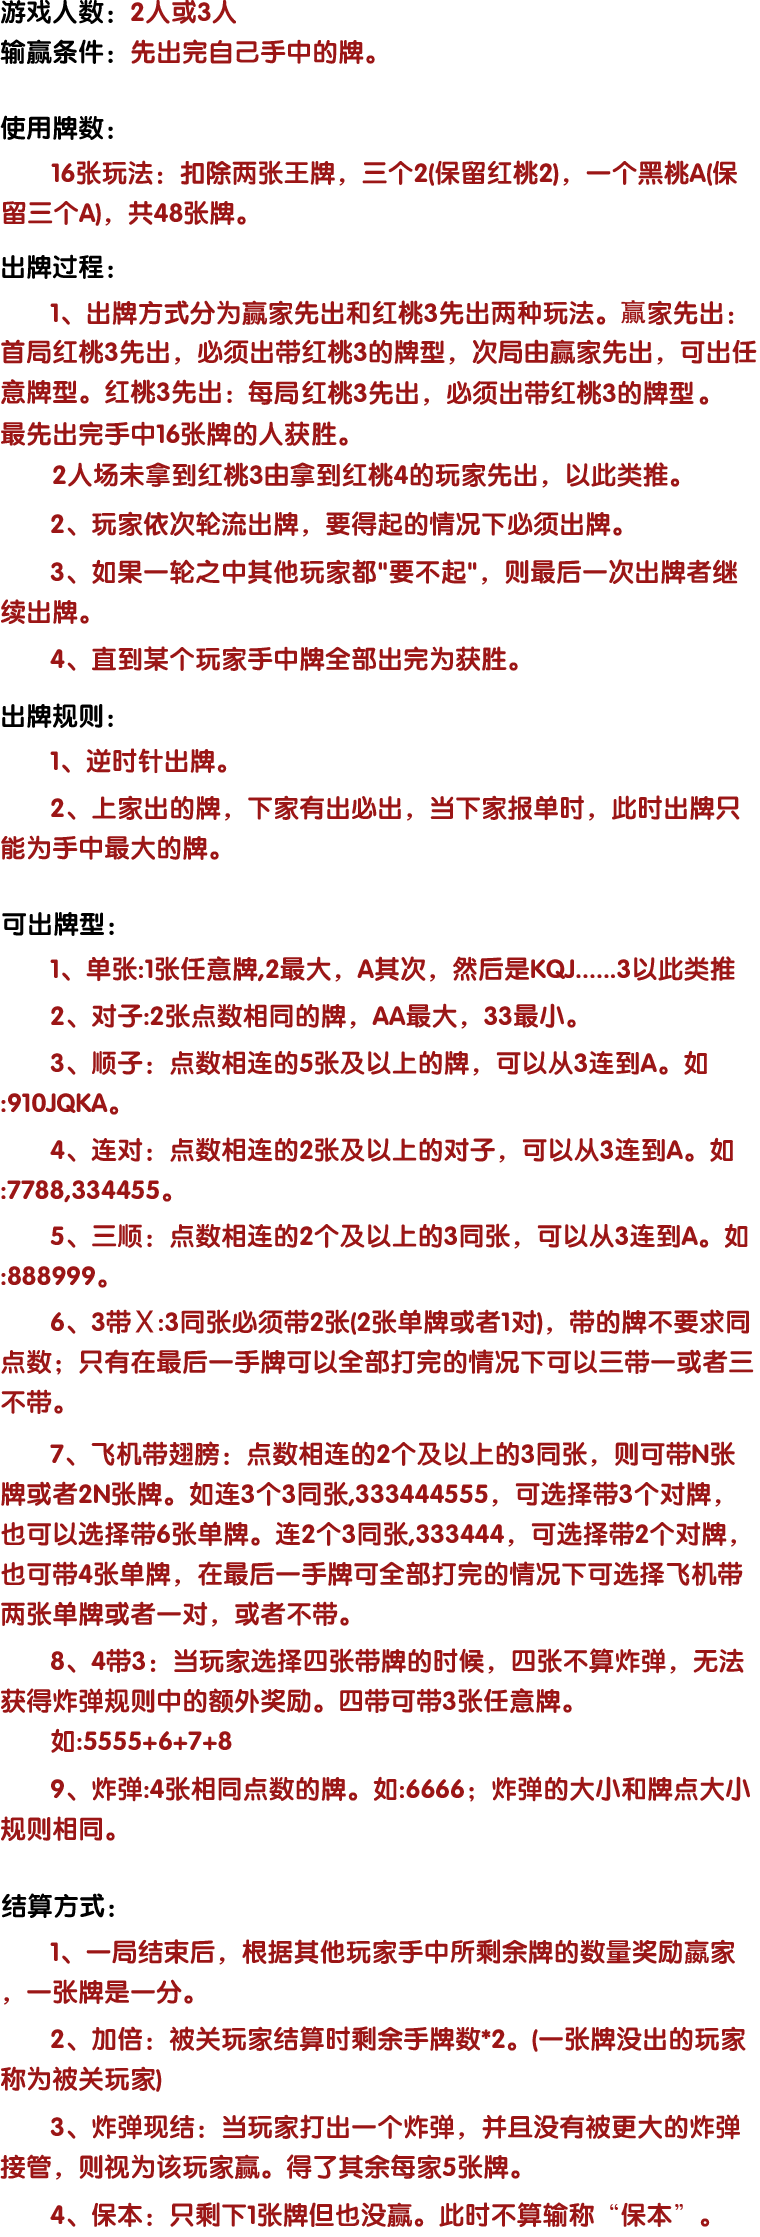 游戏人数：2人或3人
输赢条件：先出完自己手中的牌。
使用牌数：
16张玩法：扣除两张王牌，三个2(保留红桃2)，一个黑桃A(保
留三个A)，共48张牌。
出牌过程：
1、出牌方式分为赢家先出和红桃3先出两种玩法。赢家先出：
首局红桃3先出，必须出带红桃3的牌型，次局由赢家先出，可出任
意牌型。红桃3先出：每局红桃3先出，必须出带红桃3的牌型。
最先出完手中16张牌的人获胜。
2人场未拿到红桃3由拿到红桃4的玩家先出，以此类推。
2、玩家依次轮流出牌，要得起的情况下必须出牌。
3、如果一轮之中其他玩家都"要不起"，则最后一次出牌者继
续出牌。
4、直到某个玩家手中牌全部出完为获胜。
出牌规则：
1、逆时针出牌。
2、上家出的牌，下家有出必出，当下家报单时，此时出牌只
能为手中最大的牌。
可出牌型：
1、单张:1张任意牌,2最大，A其次，然后是KQJ......3以此类推
2、对子:2张点数相同的牌，AA最大，33最小。
3、顺子：点数相连的5张及以上的牌，可以从3连到A。如
:910JQKA。
4、连对：点数相连的2张及以上的对子，可以从3连到A。如
:7788,334455。
5、三顺：点数相连的2个及以上的3同张，可以从3连到A。如
:888999。
6、3带Ｘ:3同张必须带2张(2张单牌或者1对)，带的牌不要求同
点数；只有在最后一手牌可以全部打完的情况下可以三带一或者三
不带。
7、飞机带翅膀：点数相连的2个及以上的3同张，则可带N张
牌或者2N张牌。如连3个3同张,333444555，可选择带3个对牌，
也可以选择带6张单牌。连2个3同张,333444，可选择带2个对牌，
也可带4张单牌，在最后一手牌可全部打完的情况下可选择飞机带
两张单牌或者一对，或者不带。
8、4带3：当玩家选择四张带牌的时候，四张不算炸弹，无法
获得炸弹规则中的额外奖励。四带可带3张任意牌。
如:5555+6+7+8
9、炸弹:4张相同点数的牌。如:6666；炸弹的大小和牌点大小
规则相同。
结算方式：
1、一局结束后，根据其他玩家手中所剩余牌的数量奖励赢家
，一张牌是一分。
2、加倍：被关玩家结算时剩余手牌数*2。(一张牌没出的玩家
称为被关玩家)
3、炸弹现结：当玩家打出一个炸弹，并且没有被更大的炸弹
接管，则视为该玩家赢。得了其余每家5张牌。
4、保本：只剩下1张牌但也没赢。此时不算输称“保本”。